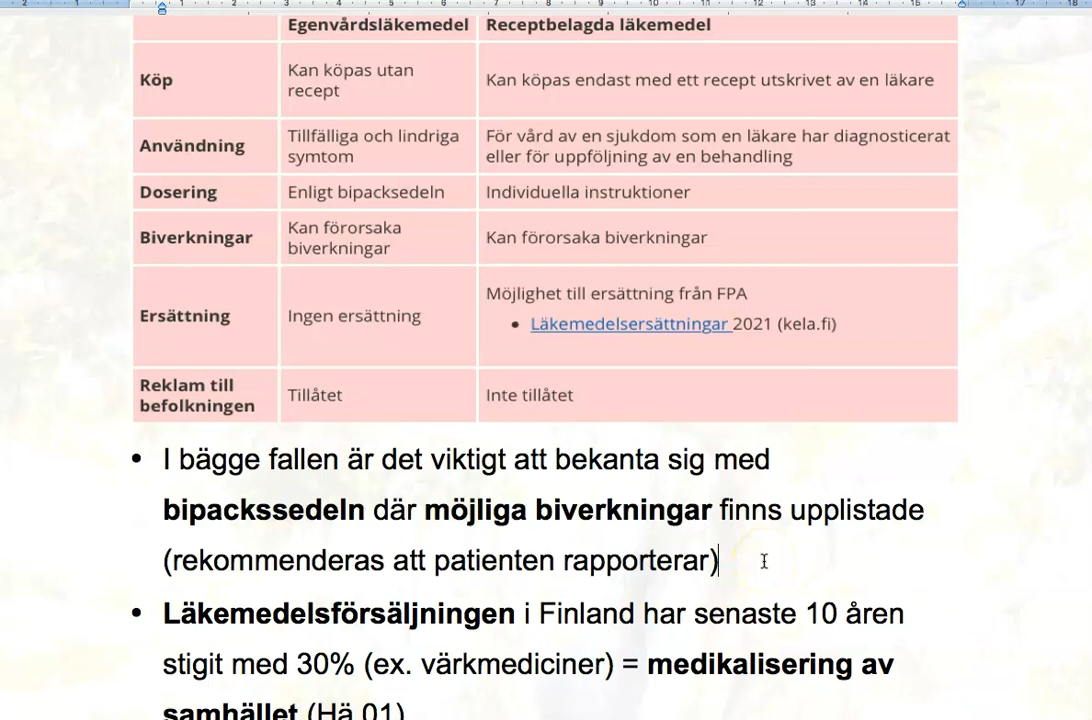 Egenvårdsläkemedel Receptbelagda läkemedel
Köp
Kan köpas utan
recept
Kan köpas endast med ett recept utskrivet av en läkare
Användning
Tillfälliga och lindriga
symtom
För vård av en sjukdom som en läkare har diagnosticerat
eller för uppföljning av en behandling
Dosering
Enligt bipacksedeln
Individuella instruktioner
Biverkningar
Kan förorsaka
biverkningar
Kan förorsaka biverkningar
Ersättning
Ingen ersättning
Möjlighet till ersättning från FPA
• Läkemedelsersättningar 2021 (kela.fi)
Reklam till
befolkningen
Tillåtet
Inte tillåtet
• I bägge fallen är det viktigt att bekanta sig med
bipackssedeln där möjliga biverkningar finns upplistade
(rekommenderas att patienten rapporterar)
• Läkemedelsförsäljningen i Finland har senaste 10 åren
stigit med 30% (ex. värkmediciner) = medikalisering av
samhället (Hä 01)